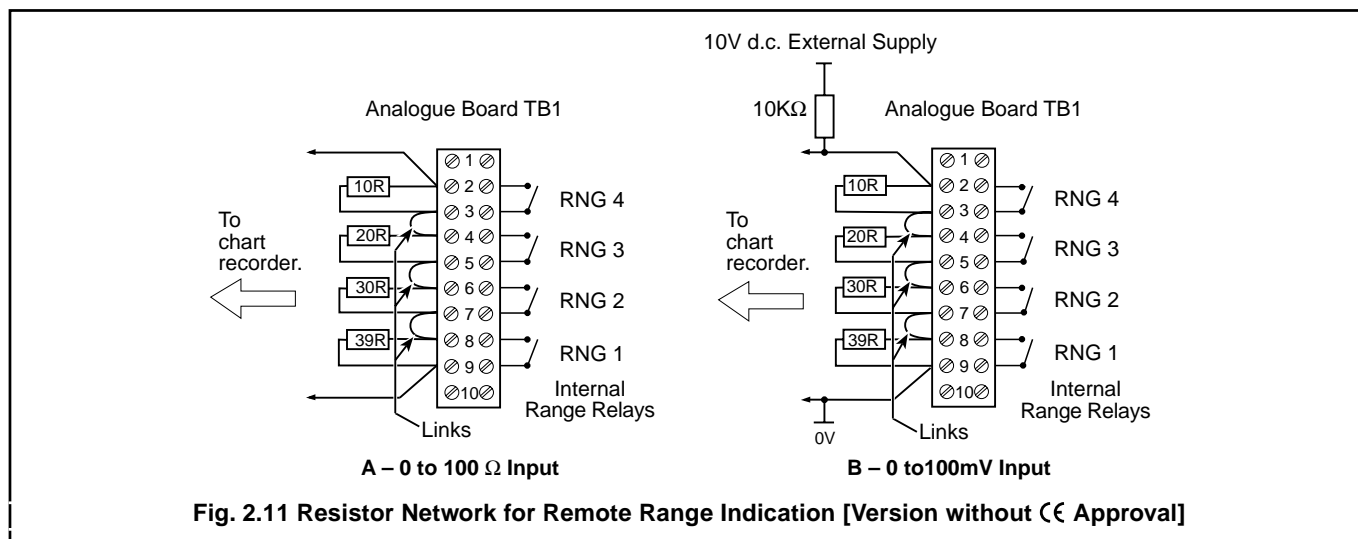 10V d.c. External Supply
10KΩ
Analogue Board TB1
1
10R
2
RNG 4
3
20R
4
RNG 3
5
30R
6
RNG 2
7
39R
8
RNG 1
9
10
To
chart
recorder.
Internal
Range Relays
Links
A – 0 to 100 Ω Input
Analogue Board TB1
1
10R
2
RNG 4
3
20R
4
RNG 3
5
30R
6
RNG 2
7
39R
8
RNG 1
9
10
To
chart
recorder.
Internal
Range Relays
0V
Links
B – 0 to100mV Input
Fig. 2.11 Resistor Network for Remote Range Indication [Version without CE Approval]